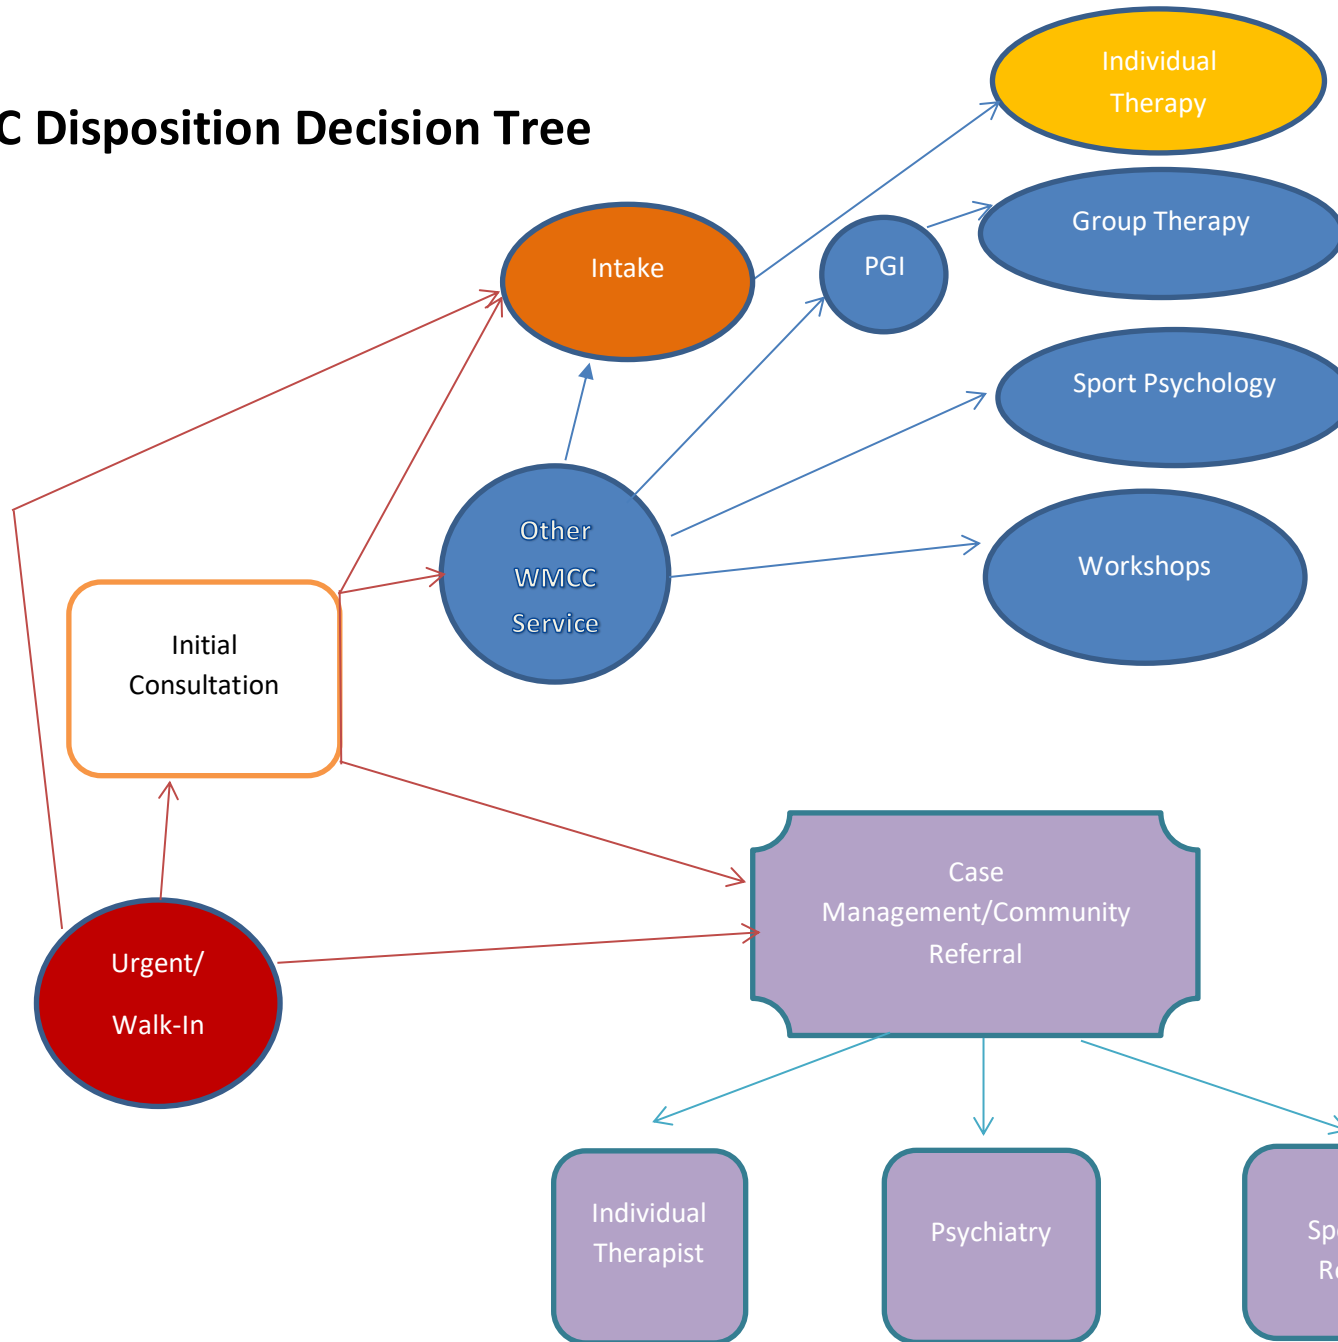 C Disposition Decision Tree
Individual
Therapy
Group Therapy
Intake
PGI
Sport Psychology
Other
WMCC
Service
Workshops
Initial
Consultation
Case
Management/Community
Referral
Urgent/
Walk-In
Individual
Therapist
Psychiatry